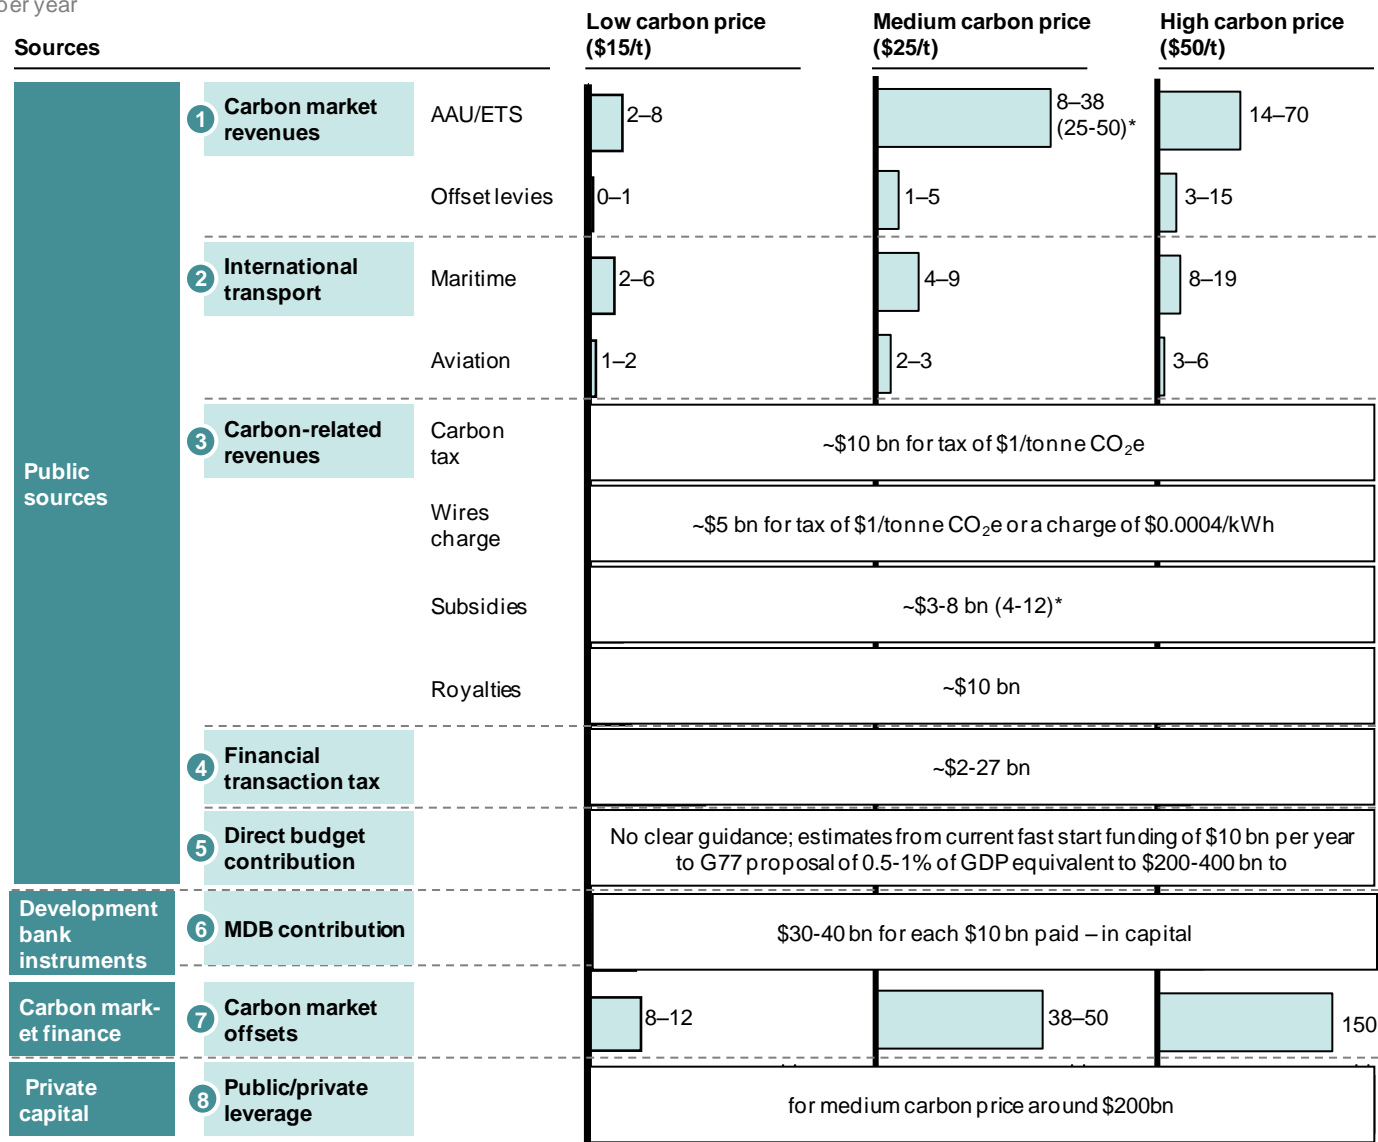 per year
Sources
Low carbon price
($15/t)
Medium carbon price
($25/t)
High carbon price
($50/t)
Public
sources
1
Carbon market
revenues
AAU/ETS
2–8
8–38
(25-50)*
14–70
Offset levies
0–1
1–5
3–15
2
International
transport
Maritime
2–6
4–9
8–19
Aviation
1–2
2–3
3–6
3
Carbon-related
revenues
Carbon
tax
~$10 bn for tax of $1/tonne CO₂e
Wires
charge
~$5 bn for tax of $1/tonne CO₂e or a charge of $0.0004/kWh
Subsidies
~$3-8 bn (4-12)*
Royalties
~$10 bn
4
Financial
transaction tax
~$2-27 bn
5
Direct budget
contribution
No clear guidance; estimates from current fast start funding of $10 bn per year
to G77 proposal of 0.5-1% of GDP equivalent to $200-400 bn to
Development
bank
instruments
6
MDB contribution
$30-40 bn for each $10 bn paid – in capital
Carbon mark-
et finance
7
Carbon market
offsets
8–12
38–50
150
Private
capital
8
Public/private
leverage
for medium carbon price around $200bn